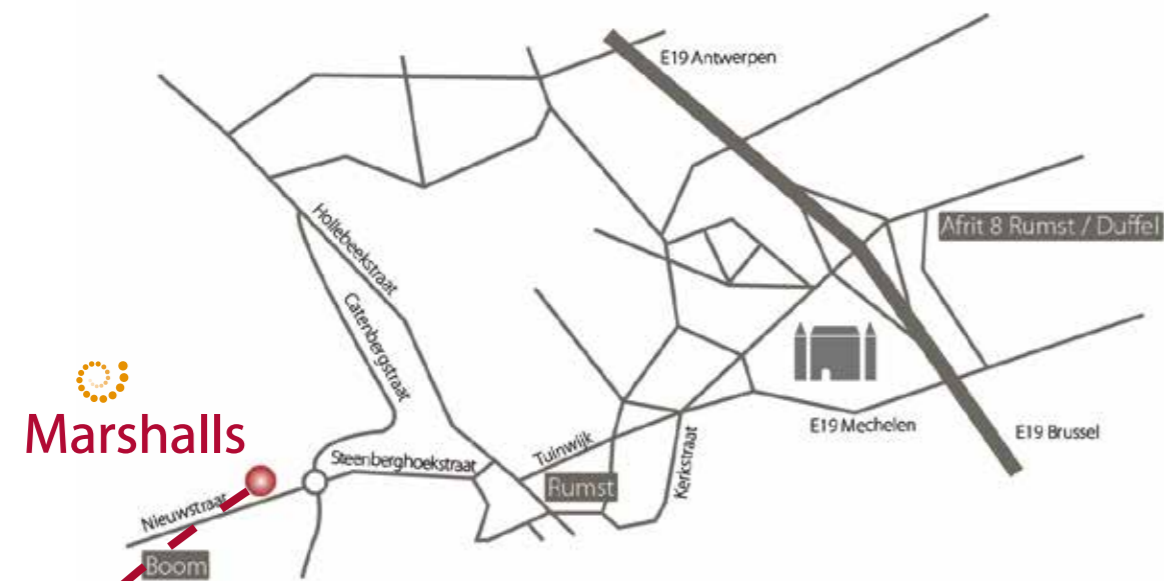 E19 Antwerpen
Afrit 8 Rumst / Duffel
Hollebeekstraat
Catenbergstraat
Marshalls
E19 Mechelen
E19 Brussel
Tuinwijk
Steenberghoekstraat
Kerkstraat
Rumst
Nieuwstraat
Boom